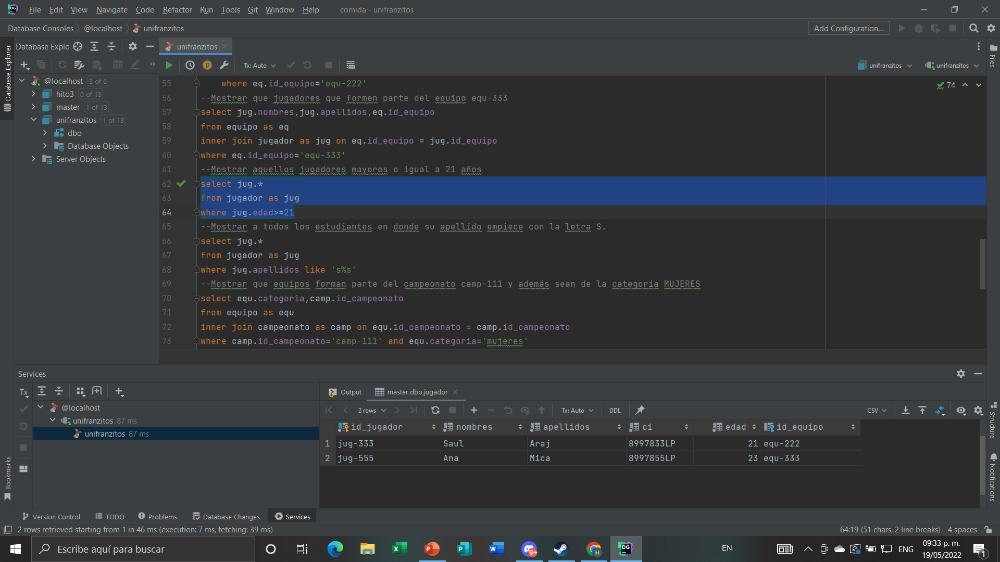 File Edit View Navigate Code Refactor Run Tools Git Window Help comida - unifranzitos
Database Consoles @localhost unifranzitos Add Configuration...
Database Explorer
Database Explc
unifranzitos
Files
Tx: Auto unifranzitos unifranzitos
@localhost 3 of 6
hito3 0 of 13
master 1 of 13
unifranzitos 1 of 13
dbo
Database Objects
Server Objects
74
55 where eq.id_equipo='equ-222'
56 --Mostrar que jugadores que formen parte del equipo equ-333
57 select jug.nombres,jug.apellidos,eq.id_equipo
58 from equipo as eq
59 inner join jugador as jug on eq.id_equipo = jug.id_equipo
60 where eq.id_equipo='equ-333'
61 --Mostrar aquellos jugadores mayores o igual a 21 años
62 select jug.*
63 from jugador as jug
64 where jug.edad>=21
65 --Mostrar a todos los estudiantes en donde su apellido empiece con la letra S.
66 select jug.*
67 from jugador as jug
68 where jug.apellidos like 's%s'
69 --Mostrar que equipos forman parte del campeonato camp-111 y además sean de la categoría MUJERES
70 select equ.categoria,camp.id_campeonato
71 from equipo as equ
72 inner join campeonato as camp on equ.id_campeonato = camp.id_campeonato
73 where camp.id_campeonato='camp-111' and equ.categoria='mujeres'
Services
Tx
@localhost
unifranzitos 87 ms
unifranzitos 87 ms
Output master.dbo.jugador
2 rows Tx: Auto DDL CSV
id_jugador nombres apellidos ci edad id_equipo
1 jug-333 Saul Araj 8997833LP 21 equ-222
2 jug-555 Ana Mica 8997855LP 23 equ-333
Structure
Notifications
Bookmarks
Version Control TODO Problems Database Changes Services
2 rows retrieved starting from 1 in 46 ms (execution: 7 ms, fetching: 39 ms) 64:19 (51 chars, 2 line breaks) 4 spaces
Escribe aquí para buscar
9+
EN
ENG
09:33 p. m.
19/05/2022
1